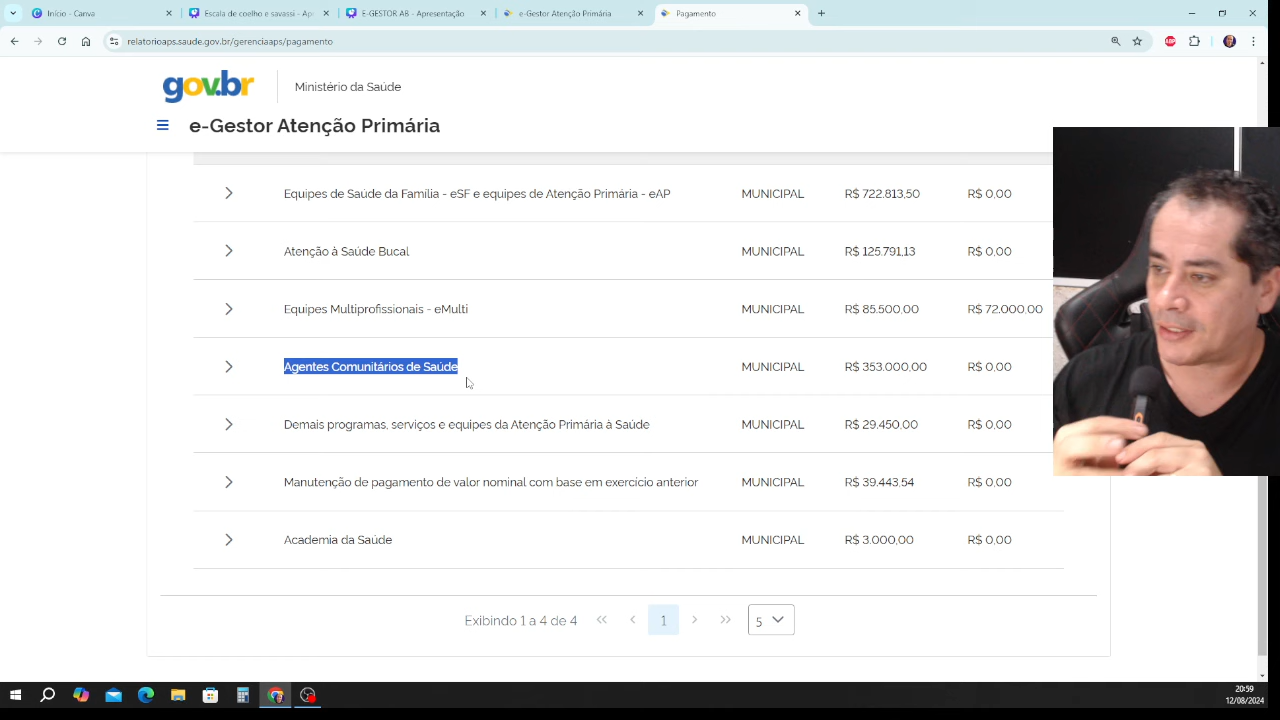 Início - Canva
Escala de coelho e savassi - Ap
E-GESTOR AB - Apresentação
e-Gestor Atenção Primária
Pagamento
relatorioaps.saude.gov.br/gerenciaaps/pagamento
gov.br
Ministério da Saúde
e-Gestor Atenção Primária
Equipes de Saúde da Família - eSF e equipes de Atenção Primária - eAP MUNICIPAL R$ 722.813,50 R$ 0,00
Atenção à Saúde Bucal MUNICIPAL R$ 125.791,13 R$ 0,00
Equipes Multiprofissionais - eMulti MUNICIPAL R$ 85.500,00 R$ 72.000,00
Agentes Comunitários de Saúde MUNICIPAL R$ 353.000,00 R$ 0,00
Demais programas, serviços e equipes da Atenção Primária à Saúde MUNICIPAL R$ 29.450,00 R$ 0,00
Manutenção de pagamento de valor nominal com base em exercício anterior MUNICIPAL R$ 39.443,54 R$ 0,00
Academia da Saúde MUNICIPAL R$ 3.000,00 R$ 0,00
Exibindo 1 a 4 de 4 1 5
20:59
12/08/2024